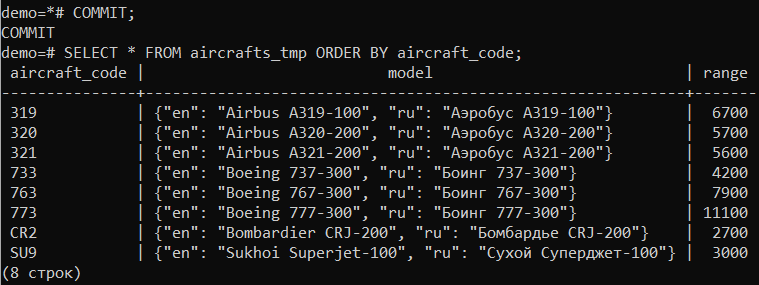 demo=*# COMMIT;
COMMIT
demo=# SELECT * FROM aircrafts_tmp ORDER BY aircraft_code;
 aircraft_code |                           model                            | range
---------------+------------------------------------------------------------+-------
 319           | {"en": "Airbus A319-100", "ru": "Аэробус A319-100"}        |  6700
 320           | {"en": "Airbus A320-200", "ru": "Аэробус A320-200"}        |  5700
 321           | {"en": "Airbus A321-200", "ru": "Аэробус A321-200"}        |  5600
 733           | {"en": "Boeing 737-300", "ru": "Боинг 737-300"}            |  4200
 763           | {"en": "Boeing 767-300", "ru": "Боинг 767-300"}            |  7900
 773           | {"en": "Boeing 777-300", "ru": "Боинг 777-300"}            | 11100
 CR2           | {"en": "Bombardier CRJ-200", "ru": "Бомбардье CRJ-200"}    |  2700
 SU9           | {"en": "Sukhoi Superjet-100", "ru": "Сухой Суперджет-100"} |  3000
(8 строк)